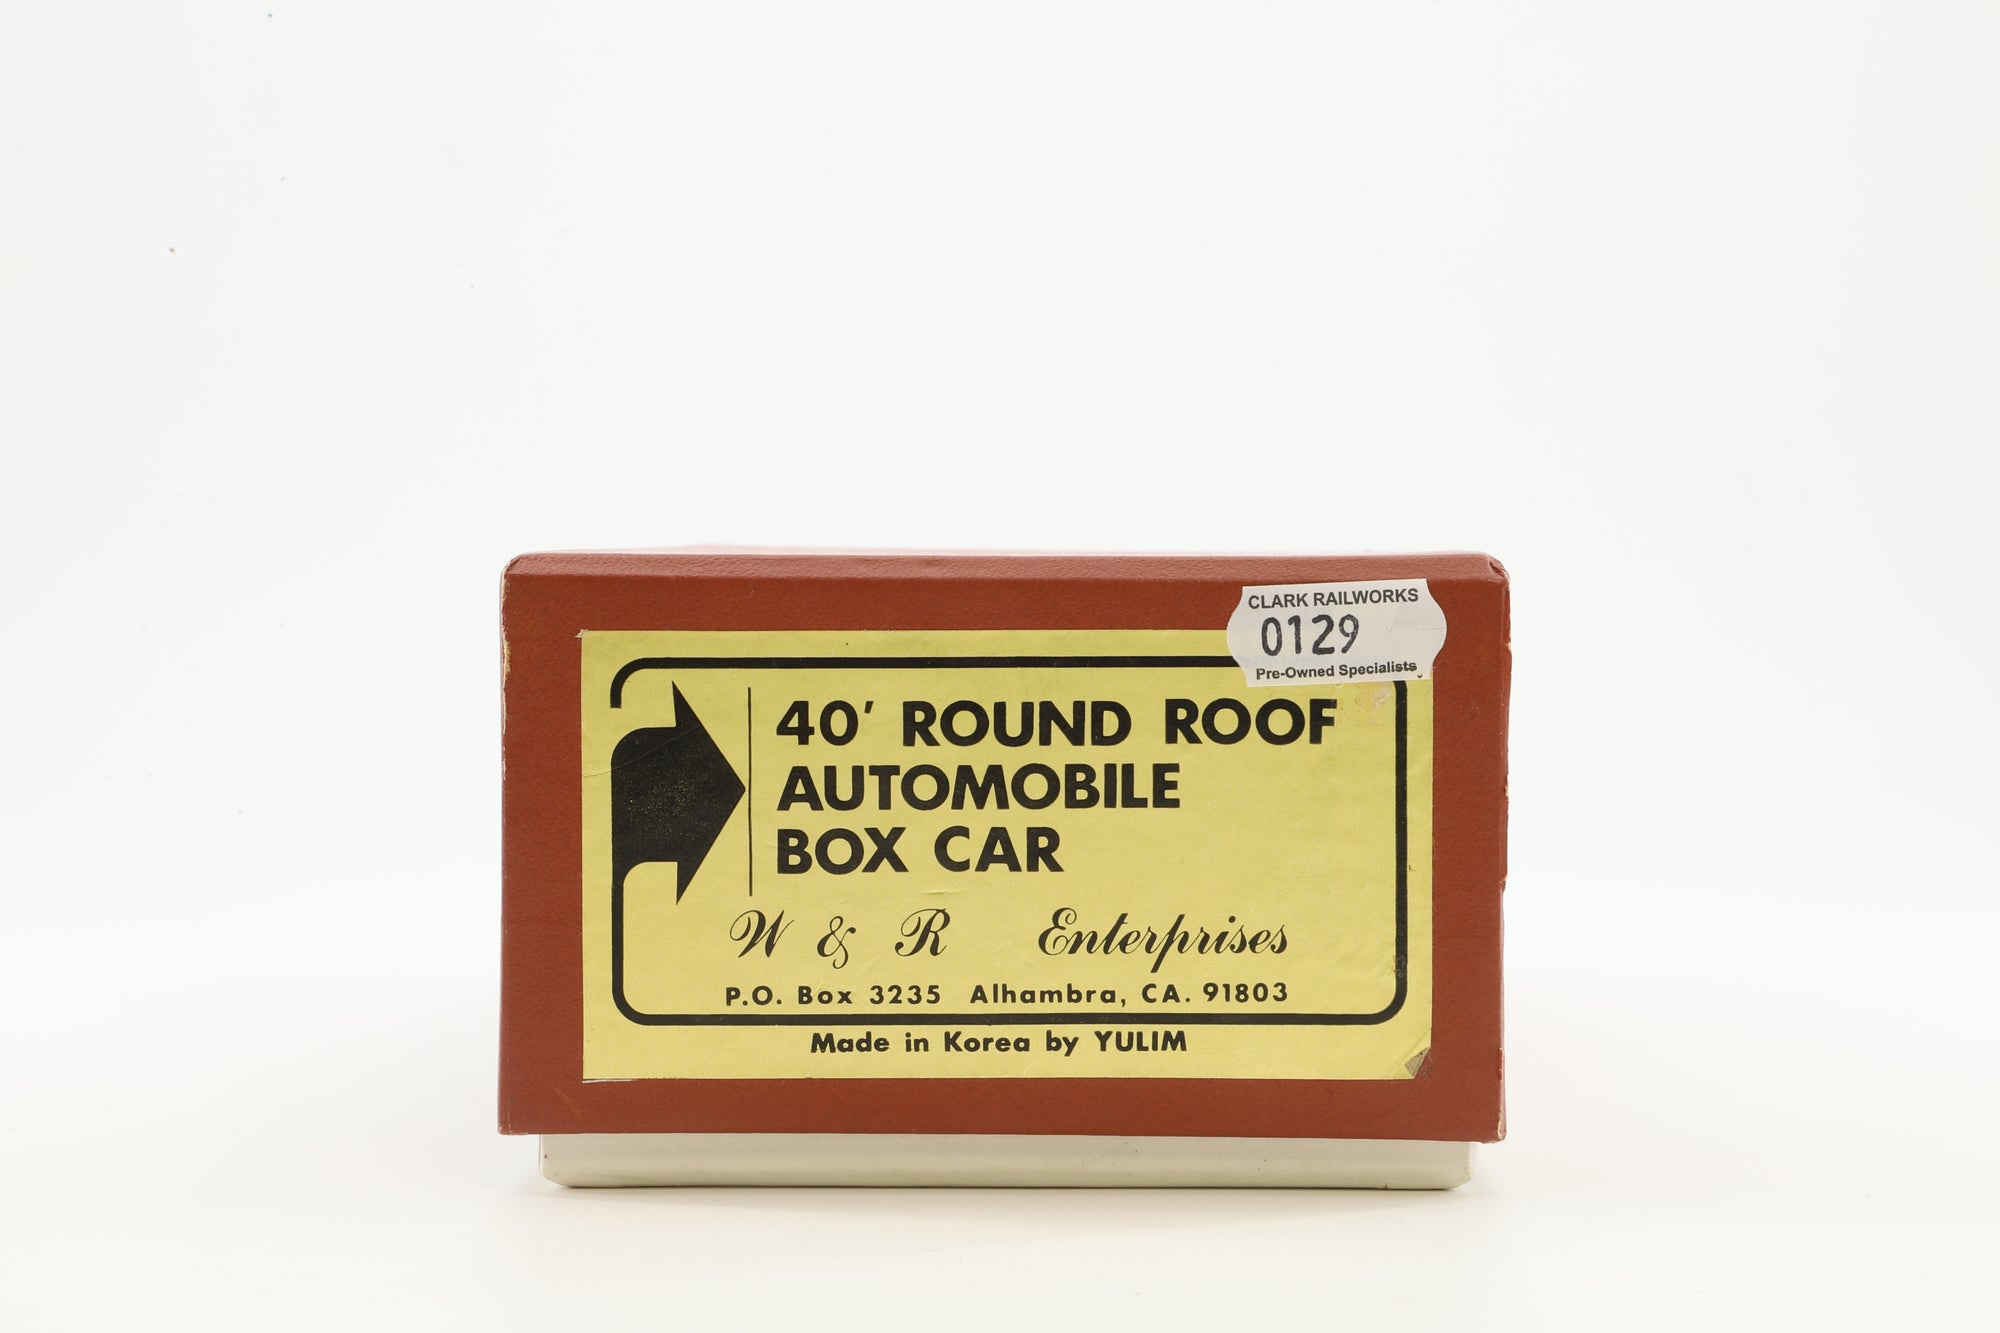 CLARK RAILWORKS
0129
Pre-Owned Specialists
40' ROUND ROOF
AUTOMOBILE
BOX CAR
W & R Enterprises
P.O. Box 3235 Alhambra, CA. 91803
Made in Korea by YULIM